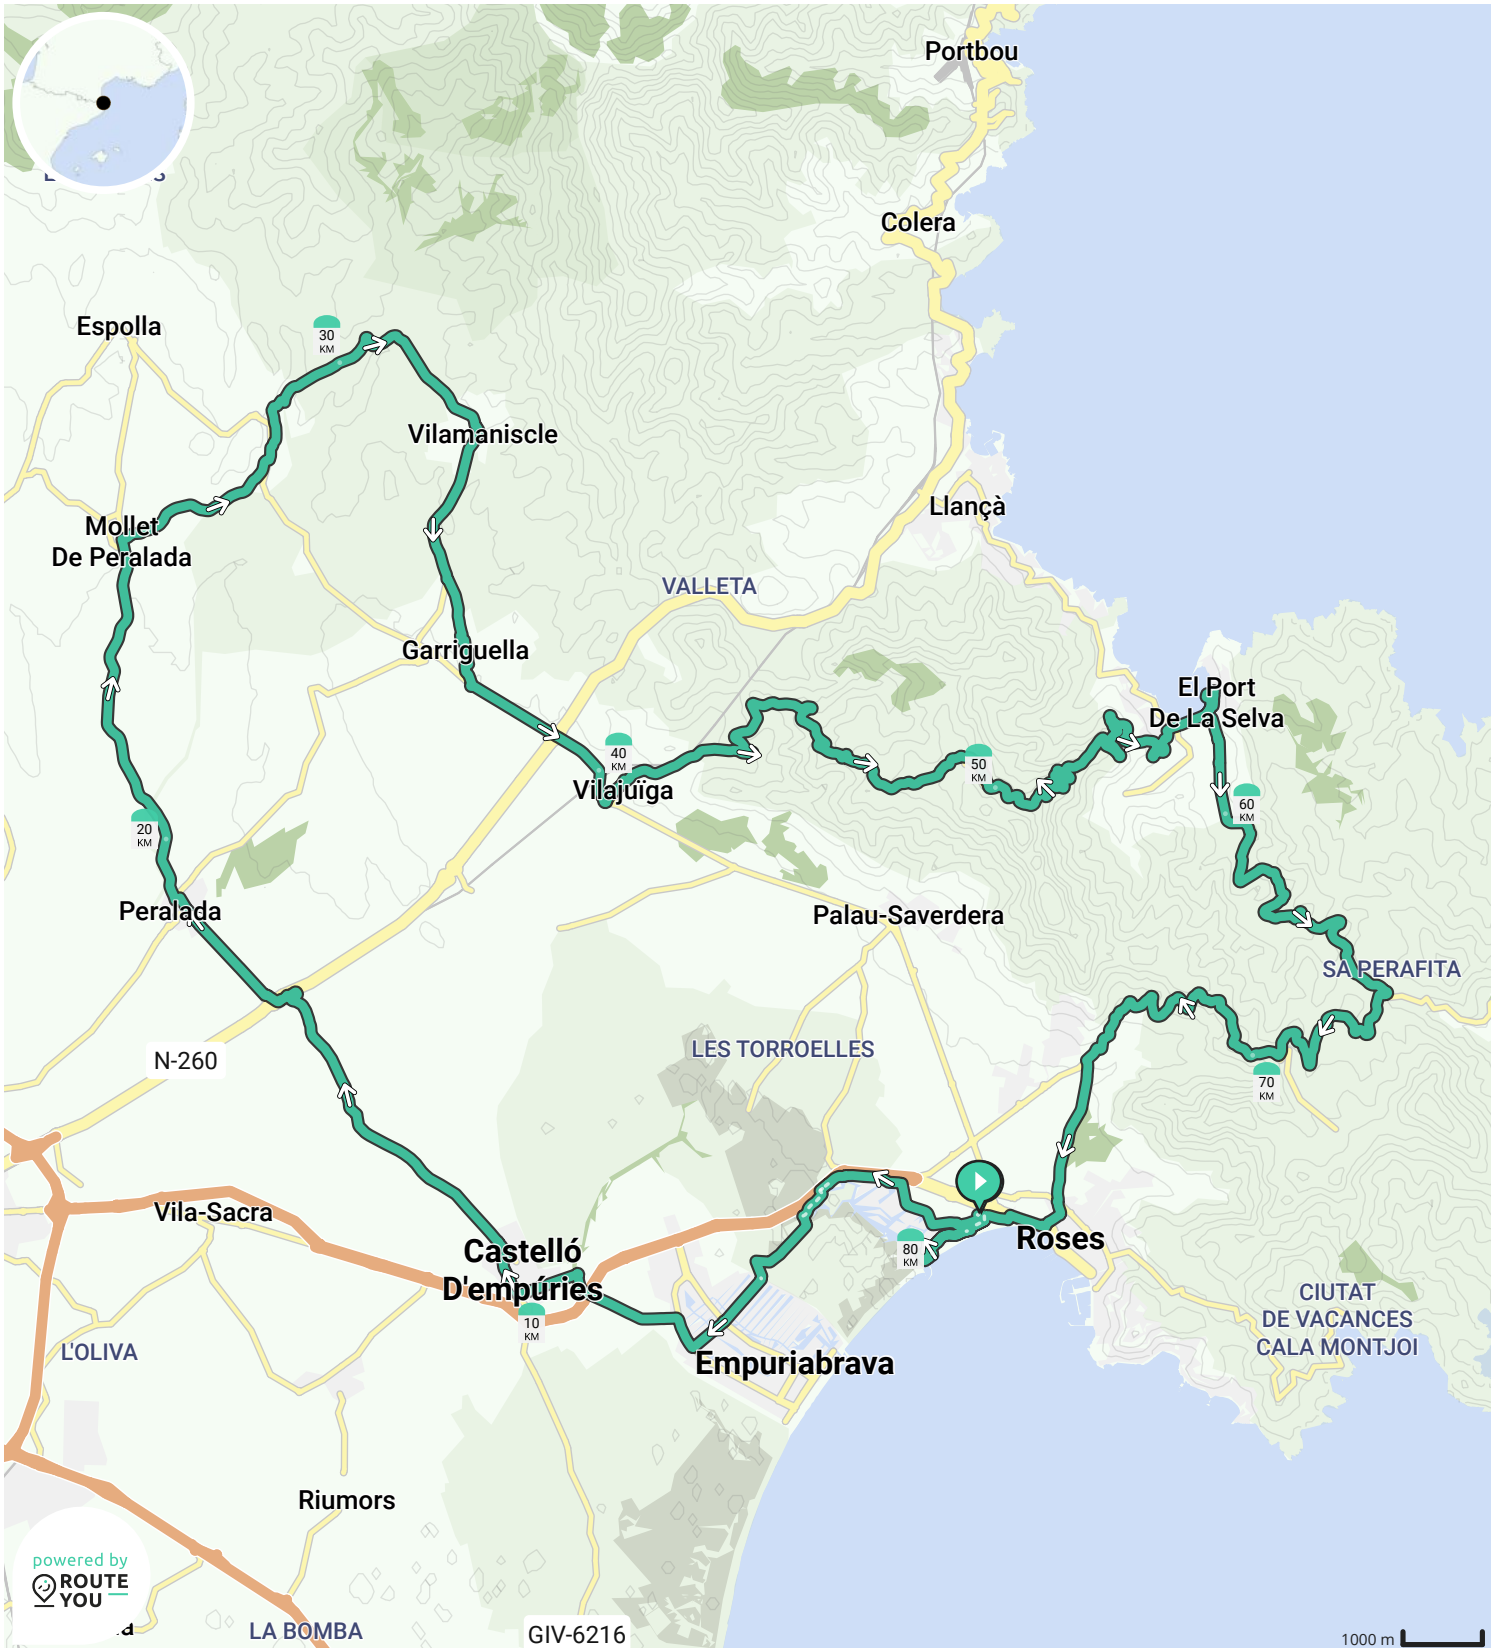 Portbou
Colera
Espolla
30
KM
Vilamaniscle
Llançà
Mollet
De Peralada
VALLETA
Garriguella
El Port
De La Selva
40
KM
50
KM
Vilajuïga
60
KM
20
KM
Peralada
Palau-Saverdera
SA PERAFITA
LES TORROELLES
N-260
70
KM
Vila-Sacra
Roses
80
KM
Castelló
D'empúries
10
KM
CIUTAT
DE VACANCES
CALA MONTJOI
L'OLIVA
Empuriabrava
Riumors
powered by
ROUTE
YOU
LA BOMBA
GIV-6216
1000 m